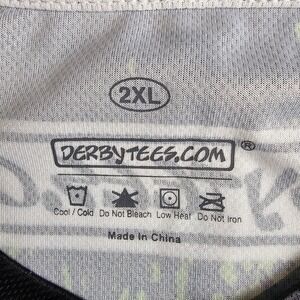 2XL
DERBYTEES.COM®
Cool / Cold Do Not Bleach Low Heat Do Not Iron
Made In China